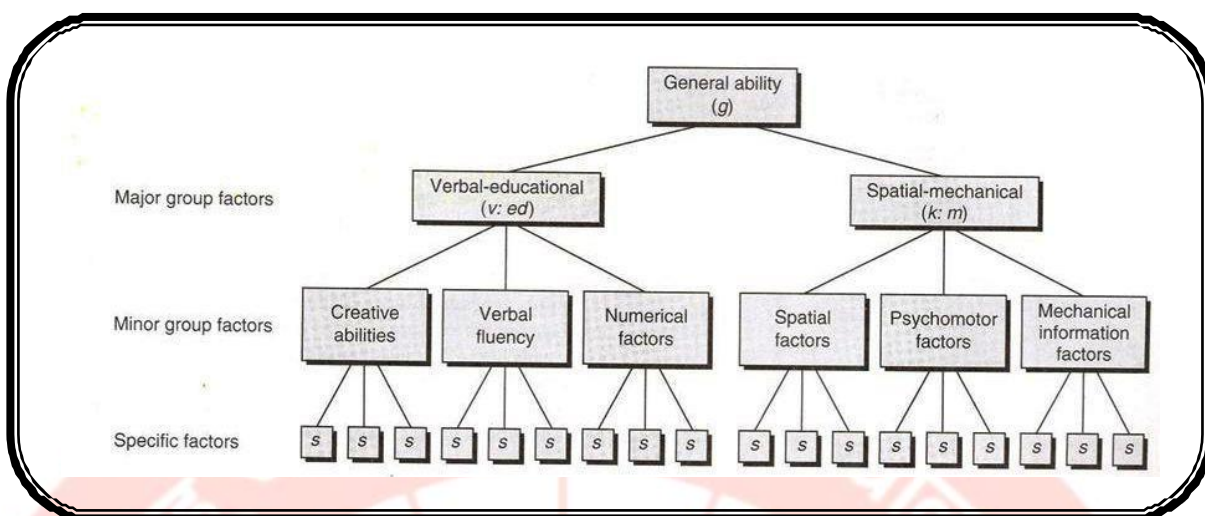 General ability
(g)
Major group factors
Verbal-educational
(v: ed)
Spatial-mechanical
(k: m)
Minor group factors
Creative
abilities
Verbal
fluency
Numerical
factors
Spatial
factors
Psychomotor
factors
Mechanical
information
factors
Specific factors
s s s s s s s s s s s s s s s s s s